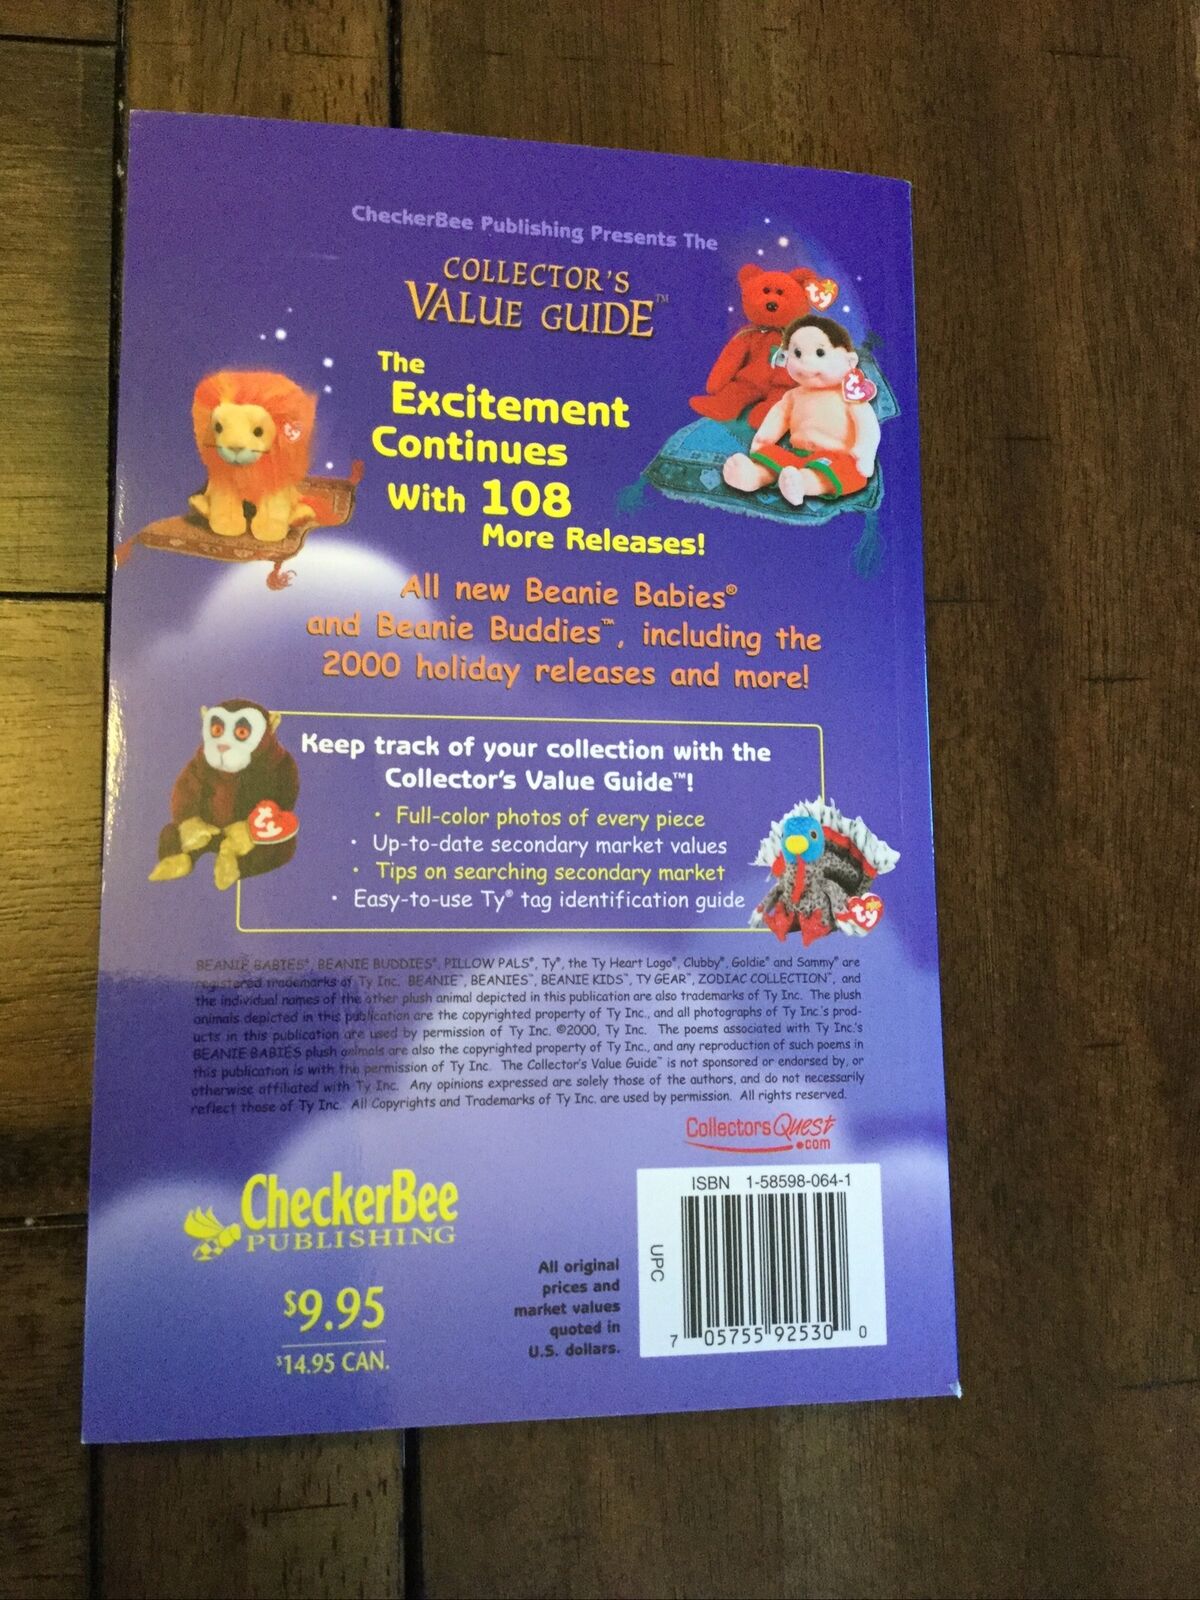 CheckerBee Publishing Presents The
COLLECTOR'S
VALUE GUIDE™
The
Excitement
Continues
With 108
More Releases!
All new Beanie Babies®
and Beanie Buddies™, including the
2000 holiday releases and more!
Keep track of your collection with the
Collector's Value Guide™!
• Full-color photos of every piece
• Up-to-date secondary market values
• Tips on searching secondary market
• Easy-to-use Ty® tag identification guide
ty
ty
ty
ty
ty
BEANIE BABIES®, BEANIE BUDDIES®, PILLOW PALS®, Ty®, the Ty Heart Logo®, Clubby®, Goldie® and Sammy® are
registered trademarks of Ty Inc. BEANIE™, BEANIES™, BEANIE KIDS™, TY GEAR™, ZODIAC COLLECTION™, and
the individual names of the other plush animal depicted in this publication are also trademarks of Ty Inc. The plush
animals depicted in this publication are the copyrighted property of Ty Inc., and all photographs of Ty Inc.'s prod-
ucts in this publication are used by permission of Ty Inc. ©2000, Ty Inc. The poems associated with Ty Inc.'s
BEANIE BABIES plush animals are also the copyrighted property of Ty Inc., and any reproduction of such poems in
this publication is with the permission of Ty Inc. The Collector's Value Guide™ is not sponsored or endorsed by, or
otherwise affiliated with Ty Inc. Any opinions expressed are solely those of the authors, and do not necessarily
reflect those of Ty Inc. All Copyrights and Trademarks of Ty Inc. are used by permission. All rights reserved.
CollectorsQuest
.com
CheckerBee
PUBLISHING
$9.95
$14.95 CAN.
All original
prices and
market values
quoted in
U.S. dollars.
ISBN 1-58598-064-1
UPC
7 05755 92530 0